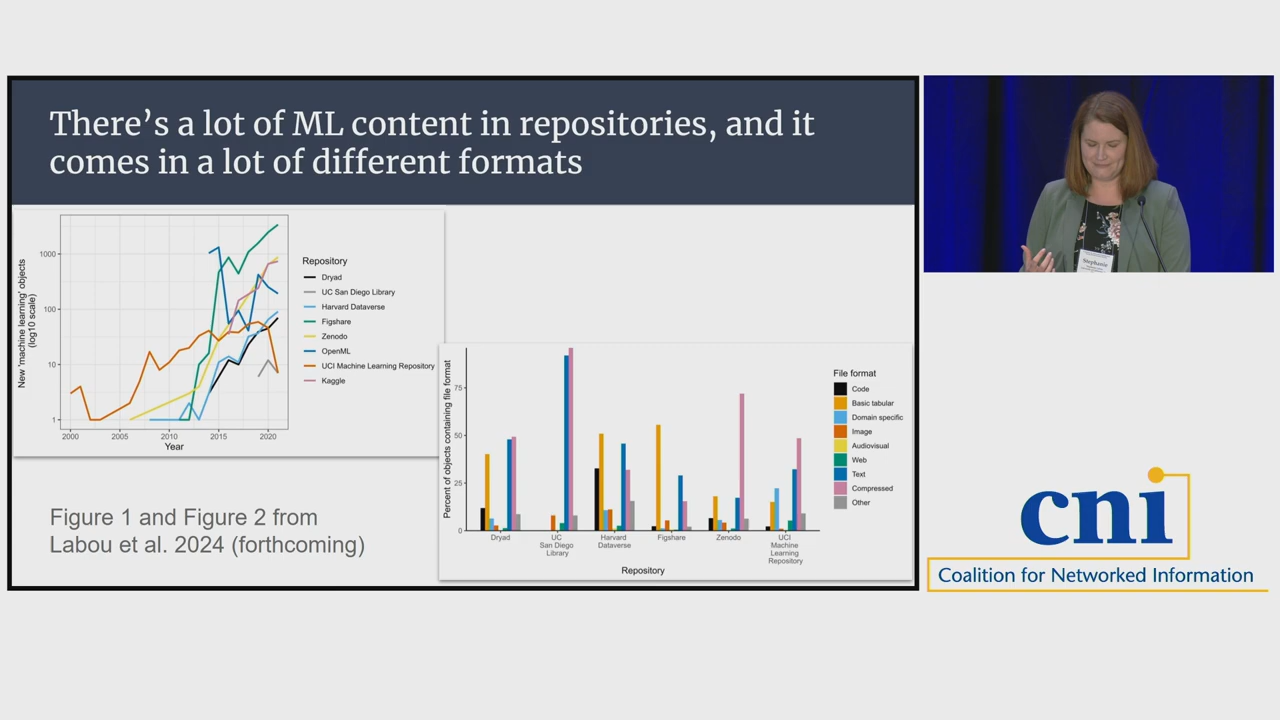 There's a lot of ML content in repositories, and it
comes in a lot of different formats
New 'machine learning' objects
(log10 scale)
1000
100
10
1
2000
2005
2010
2015
2020
Year
Repository
Dryad
UC San Diego Library
Harvard Dataverse
Figshare
Zenodo
OpenML
UCI Machine Learning Repository
Kaggle
Percent of objects containing file format
75
50
25
0
Dryad
UC
San Diego
Library
Harvard
Dataverse
Figshare
Zenodo
UCI
Machine
Learning
Repository
Repository
File format
Code
Basic tabular
Domain specific
Image
Audiovisual
Web
Text
Compressed
Other
Figure 1 and Figure 2 from
Labou et al. 2024 (forthcoming)
Stephanie
cni
Coalition for Networked Information